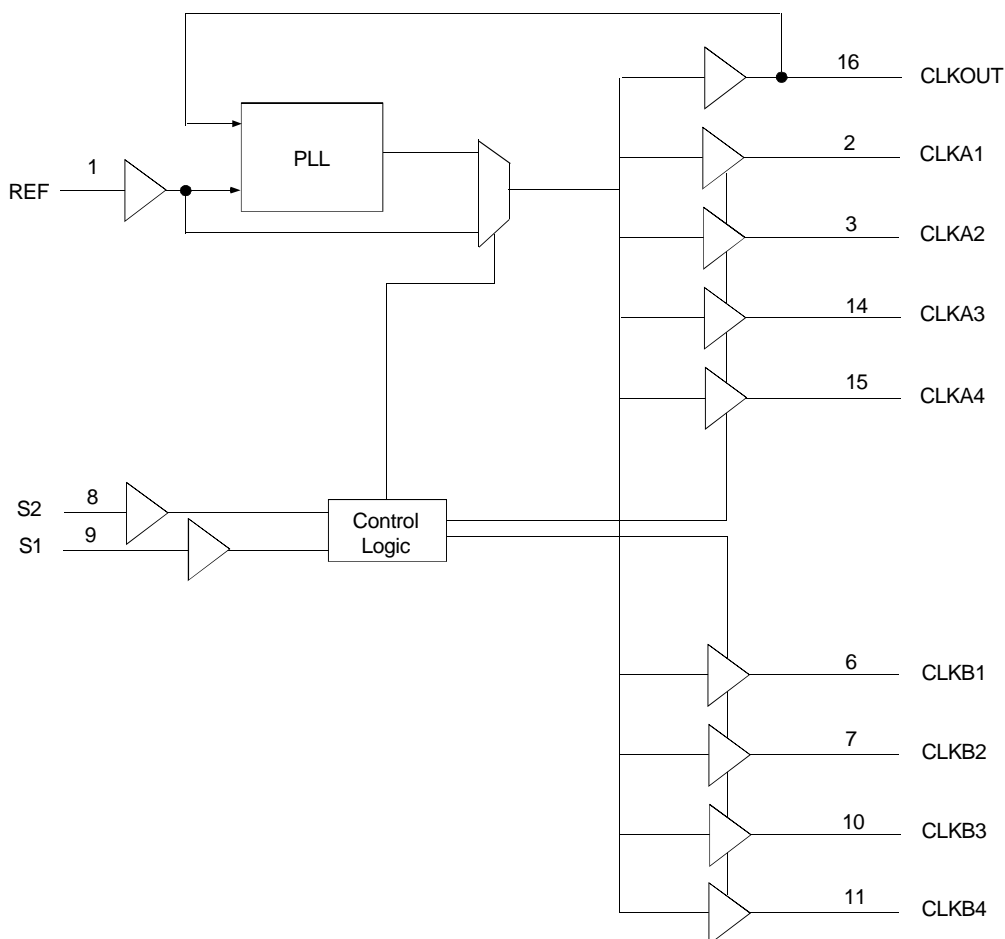 16 CLKOUT
PLL
1
REF
2 CLKA1
3 CLKA2
14 CLKA3
15 CLKA4
S2 8
S1 9
Control
Logic
6 CLKB1
7 CLKB2
10 CLKB3
11 CLKB4